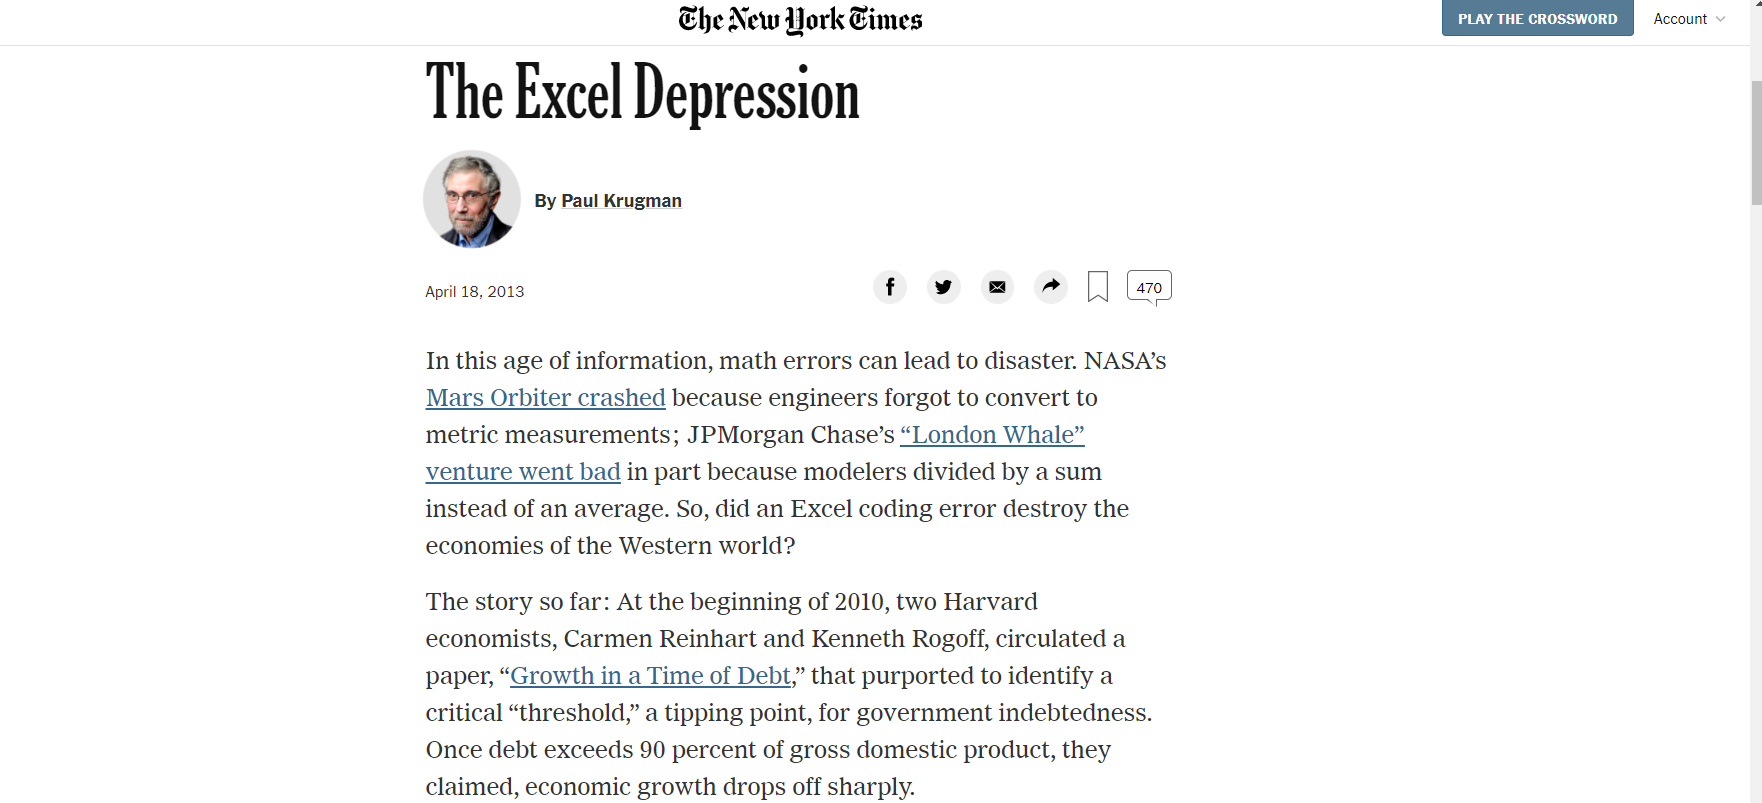 The New York Times
PLAY THE CROSSWORD
Account
The Excel Depression
By Paul Krugman
April 18, 2013
470
In this age of information, math errors can lead to disaster. NASA’s
Mars Orbiter crashed because engineers forgot to convert to
metric measurements; JPMorgan Chase’s “London Whale”
venture went bad in part because modelers divided by a sum
instead of an average. So, did an Excel coding error destroy the
economies of the Western world?
The story so far: At the beginning of 2010, two Harvard
economists, Carmen Reinhart and Kenneth Rogoff, circulated a
paper, “Growth in a Time of Debt,” that purported to identify a
critical “threshold,” a tipping point, for government indebtedness.
Once debt exceeds 90 percent of gross domestic product, they
claimed, economic growth drops off sharply.